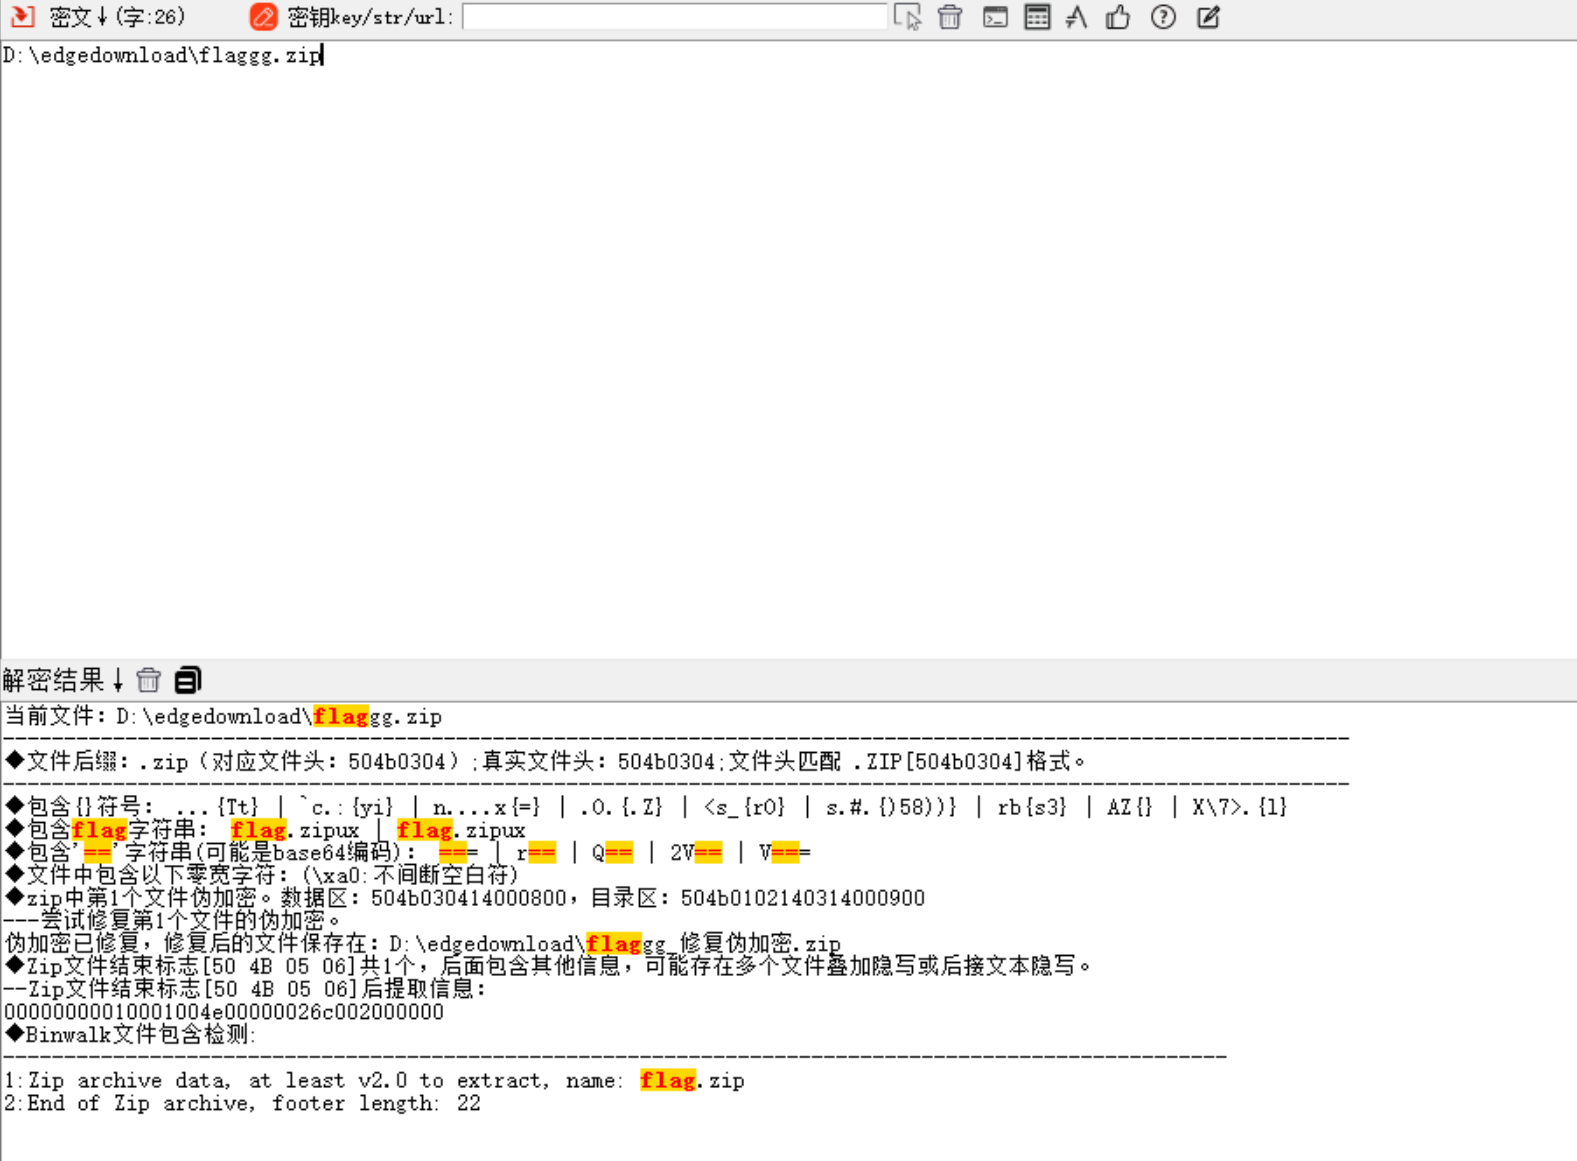 密文↓(字:26) 密钥key/str/url:
D:\edgedownload\flaggg.zip
解密结果↓
当前文件: D:\edgedownload\flaggg.zip
◆文件后缀: .zip（对应文件头: 504b0304）;真实文件头: 504b0304;文件头匹配 .ZIP[504b0304]格式。
◆包含{}符号: ...{Tt} | `c.:{yi} | n....x{=} | .O.{.Z} | <s_{rO} | s.#.{)58))} | rb{s3} | AZ{} | X\7>.{l}
◆包含flag字符串: flag.zipux | flag.zipux
◆包含'=='字符串(可能是base64编码): === | r== | Q== | 2V== | V===
◆文件中包含以下零宽字符: (\xa0:不间断空白符)
◆zip中第1个文件伪加密。数据区: 504b030414000800, 目录区: 504b0102140314000900
---尝试修复第1个文件的伪加密。
伪加密已修复, 修复后的文件保存在: D:\edgedownload\flaggg_修复伪加密.zip
◆Zip文件结束标志[50 4B 05 06]共1个, 后面包含其他信息, 可能存在多个文件叠加隐写或后接文本隐写。
--Zip文件结束标志[50 4B 05 06]后提取信息:
00000000010001004e00000026c002000000
◆Binwalk文件包含检测:
1:Zip archive data, at least v2.0 to extract, name: flag.zip
2:End of Zip archive, footer length: 22